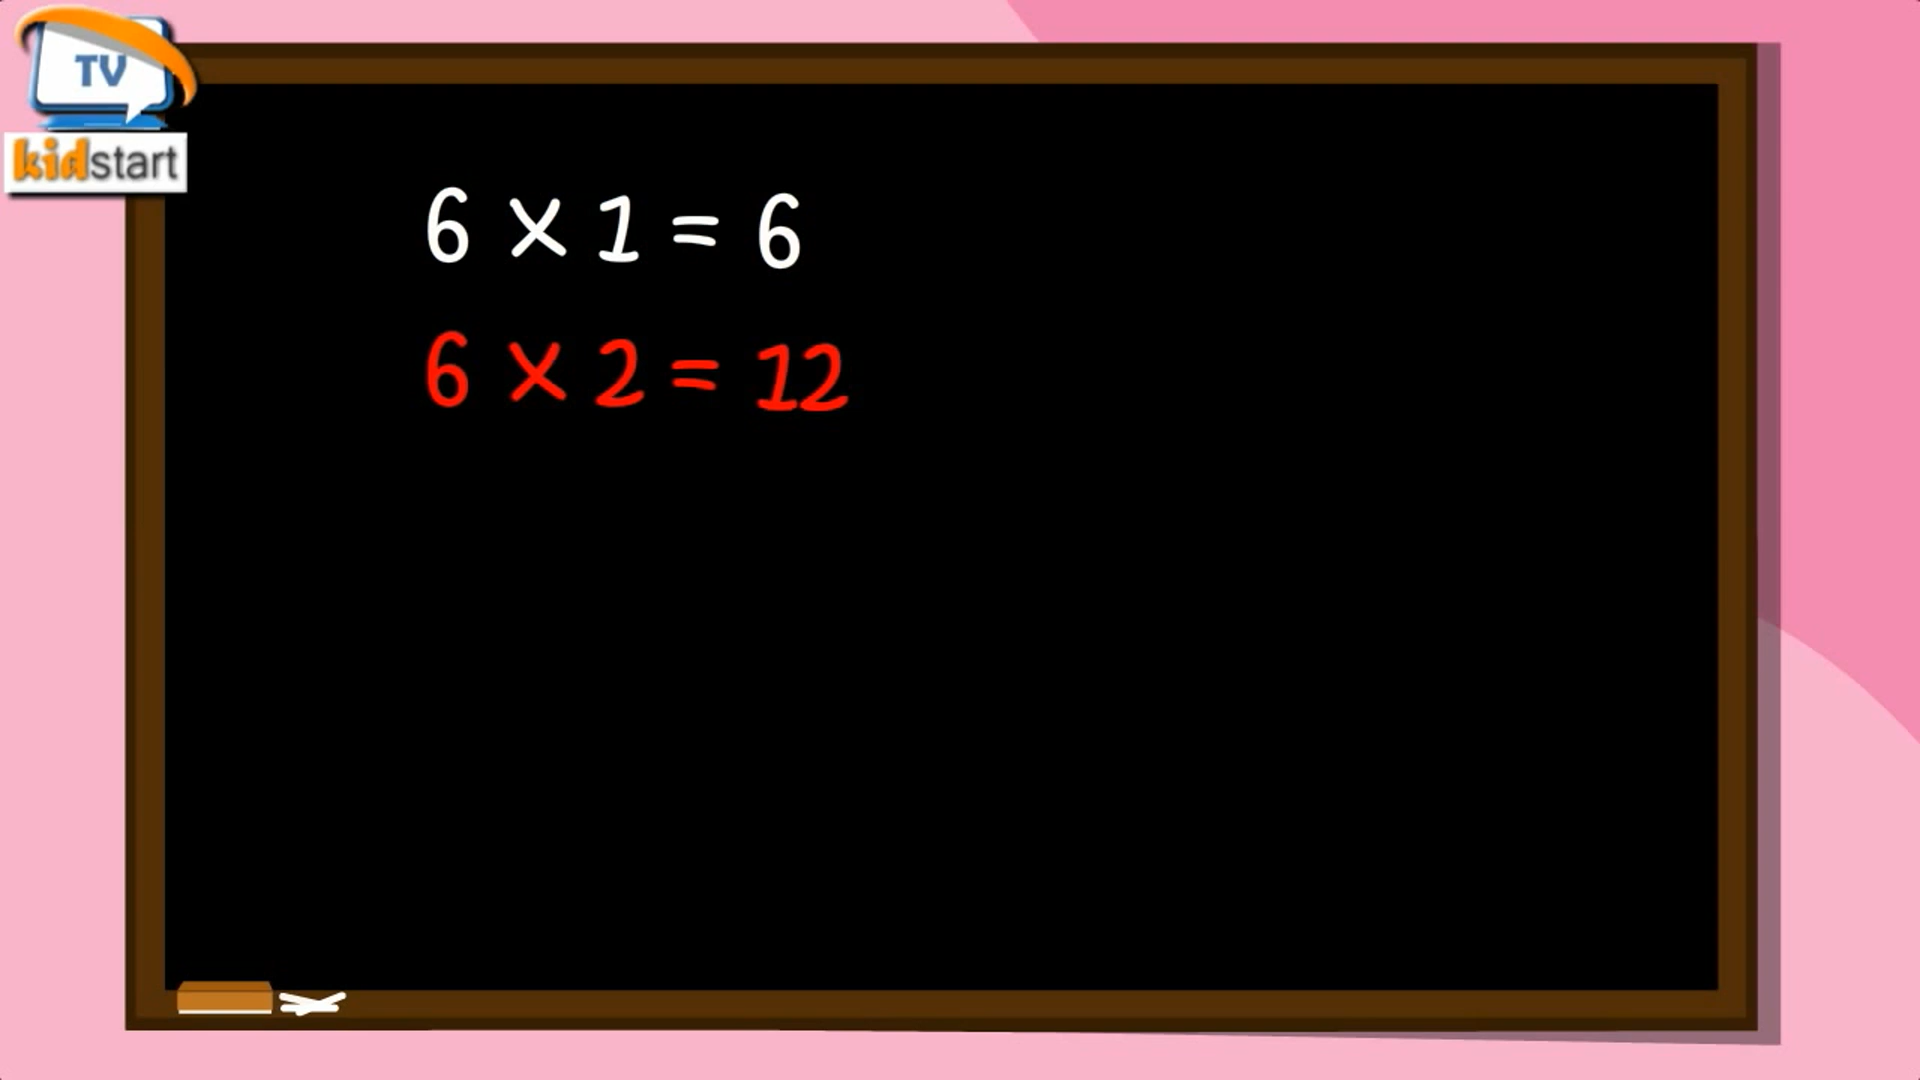 TV
kidstart
6 × 1 = 6
6 × 2 = 12